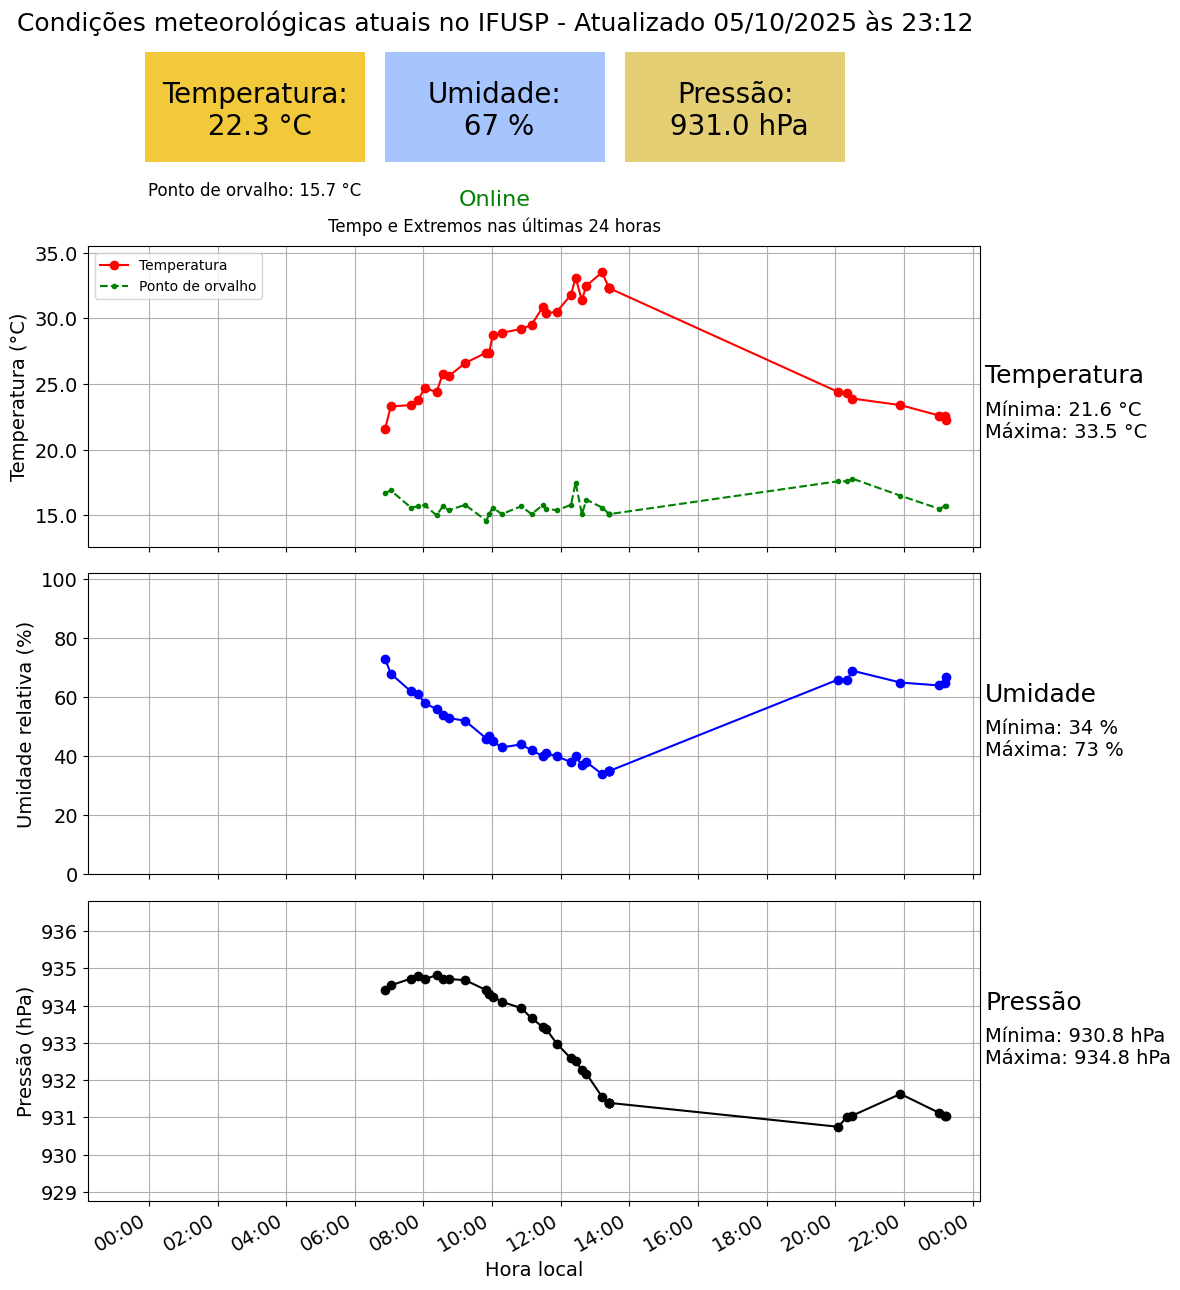 Condições meteorológicas atuais no IFUSP - Atualizado 05/10/2025 às 23:12
Temperatura:
22.3 °C
Umidade:
67 %
Pressão:
931.0 hPa
Ponto de orvalho: 15.7 °C
Online
Tempo e Extremos nas últimas 24 horas
Temperatura (°C)
35.0
30.0
25.0
20.0
15.0
Temperatura
Ponto de orvalho
Temperatura
Mínima: 21.6 °C
Máxima: 33.5 °C
Umidade relativa (%)
100
80
60
40
20
0
Umidade
Mínima: 34 %
Máxima: 73 %
Pressão (hPa)
936
935
934
933
932
931
930
929
Pressão
Mínima: 930.8 hPa
Máxima: 934.8 hPa
00:00 02:00 04:00 06:00 08:00 10:00 12:00 14:00 16:00 18:00 20:00 22:00 00:00
Hora local